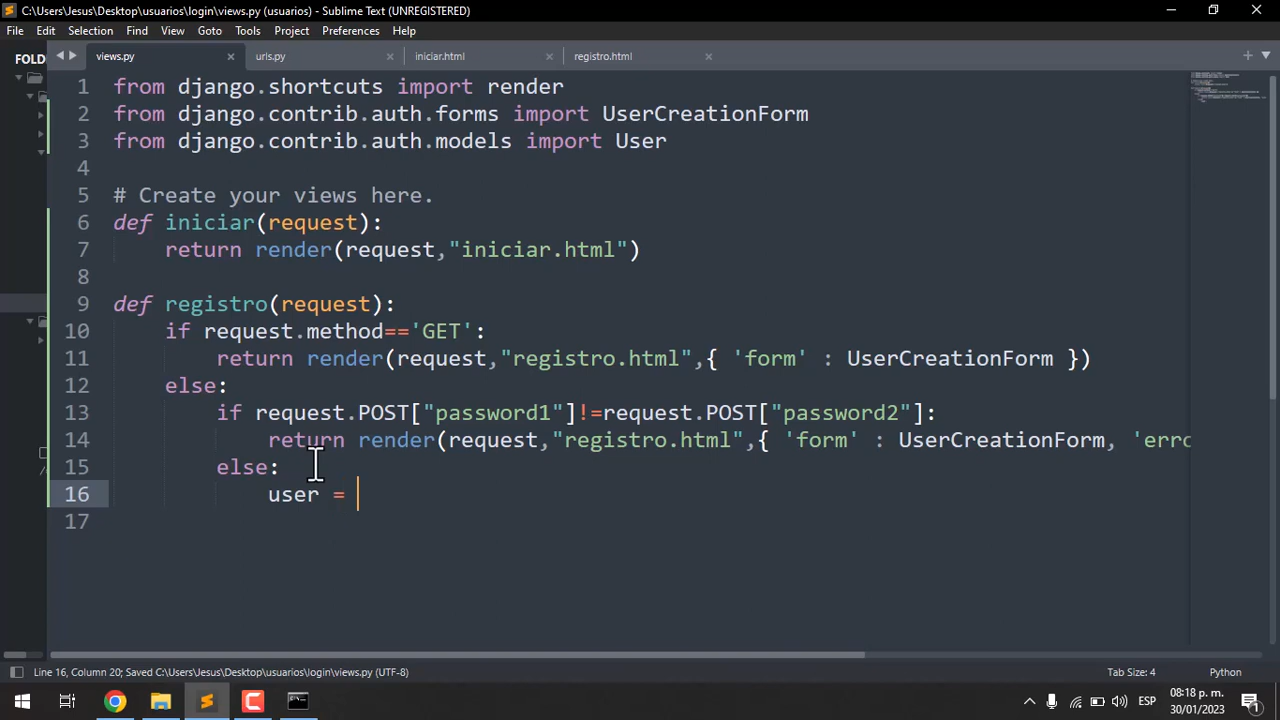 C:\Users\Jesus\Desktop\usuarios\login\views.py (usuarios) - Sublime Text (UNREGISTERED)
File Edit Selection Find View Goto Tools Project Preferences Help
FOLD
views.py × urls.py × iniciar.html × registro.html ×
1 from django.shortcuts import render
2 from django.contrib.auth.forms import UserCreationForm
3 from django.contrib.auth.models import User
4
5 # Create your views here.
6 def iniciar(request):
7 return render(request,"iniciar.html")
8
9 def registro(request):
10 if request.method=='GET':
11 return render(request,"registro.html",{ 'form' : UserCreationForm })
12 else:
13 if request.POST["password1"]!=request.POST["password2"]:
14 return render(request,"registro.html",{ 'form' : UserCreationForm, 'erro
15 else:
16 user =
17
Line 16, Column 20; Saved C:\Users\Jesus\Desktop\usuarios\login\views.py (UTF-8) Tab Size: 4 Python
ESP 08:18 p. m.
30/01/2023